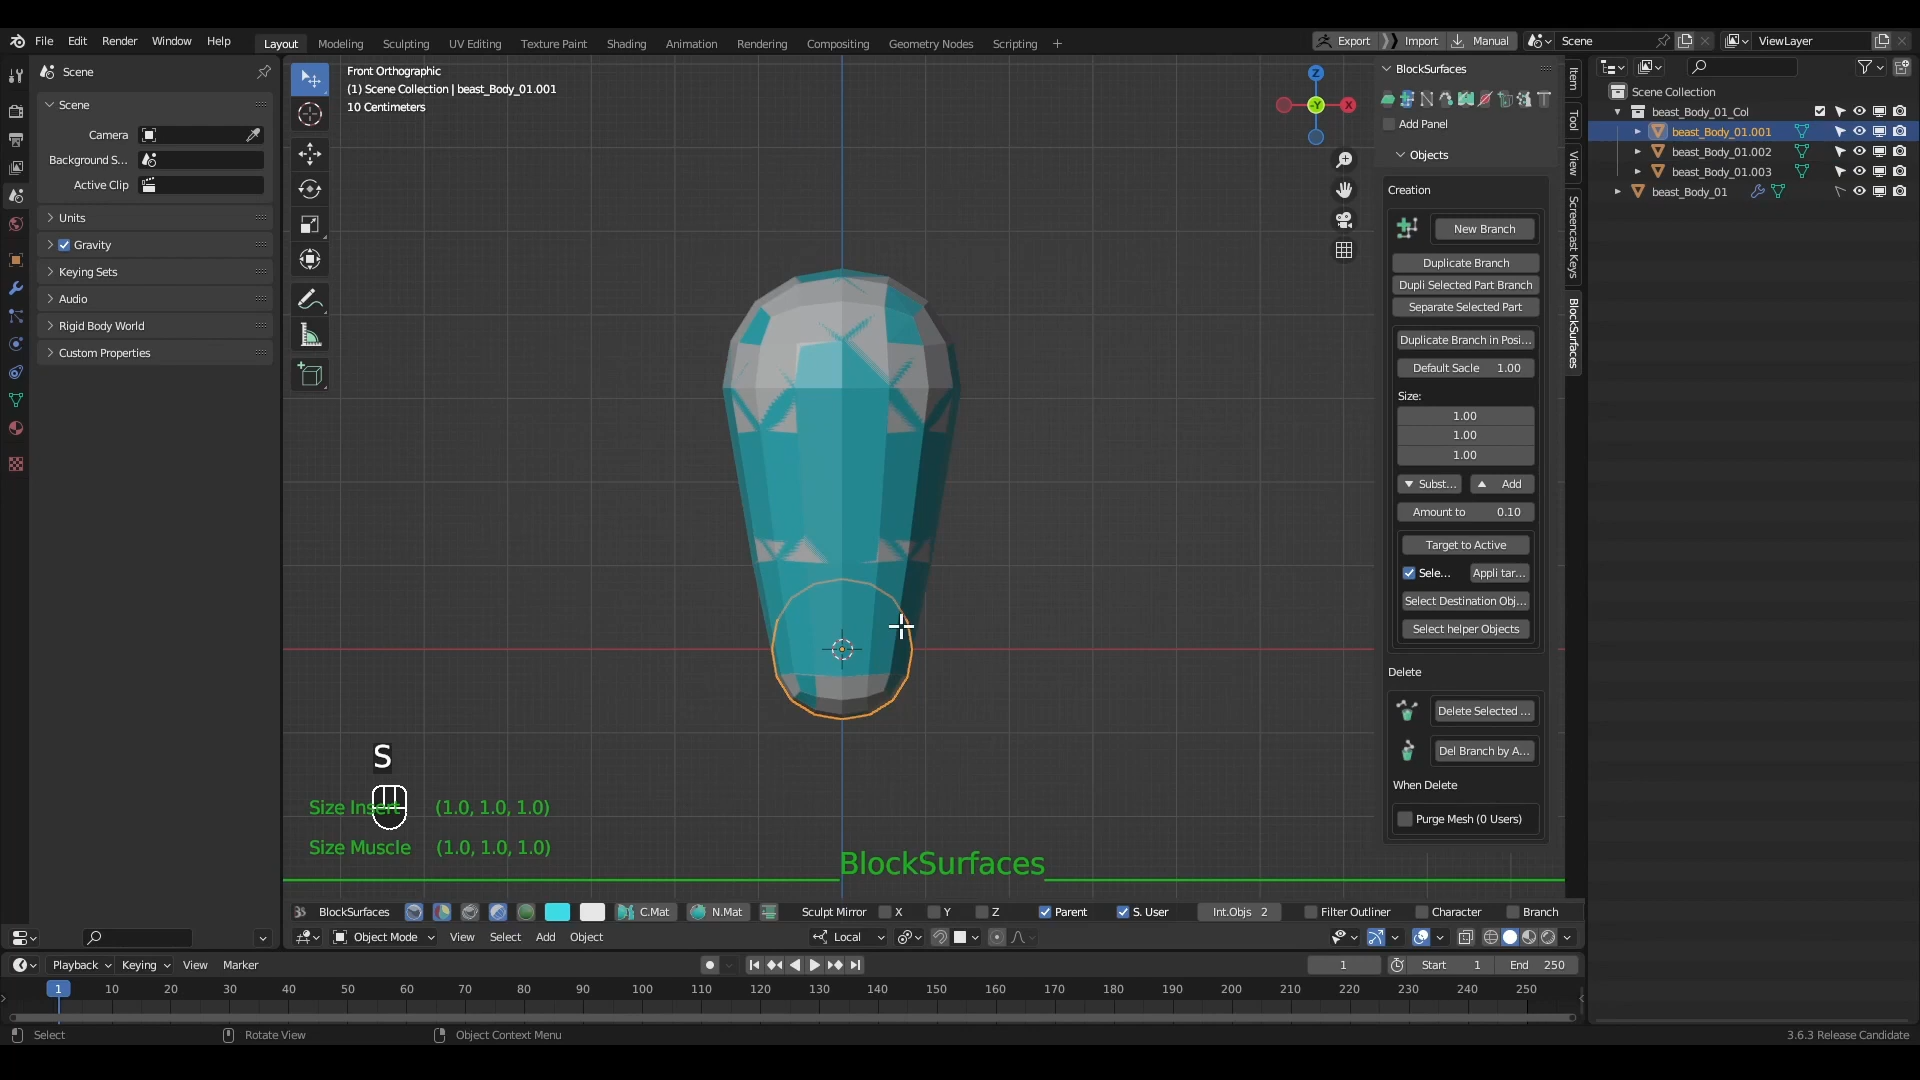 File Edit Render Window Help Layout Modeling Sculpting UV Editing Texture Paint Shading Animation Rendering Compositing Geometry Nodes Scripting + Export Import Manual Scene ViewLayer
Scene
Scene
Camera
Background S...
Active Clip
Units
Gravity
Keying Sets
Audio
Rigid Body World
Custom Properties
Front Orthographic
(1) Scene Collection | beast_Body_01.001
10 Centimeters
Z
-Y
X
S
Size Insert (1.0, 1.0, 1.0)
Size Muscle (1.0, 1.0, 1.0)
BlockSurfaces
BlockSurfaces
Add Panel
Objects
Creation
New Branch
Duplicate Branch
Dupli Selected Part Branch
Separate Selected Part
Duplicate Branch in Posi...
Default Sacle 1.00
Size:
1.00
1.00
1.00
Subst... Add
Amount to 0.10
Target to Active
Sele... Appli tar...
Select Destination Obj...
Select helper Objects
Delete
Delete Selected ...
Del Branch by A...
When Delete
Purge Mesh (0 Users)
Item
Tool
View
Screencast Keys
BlockSurfaces
Scene Collection
beast_Body_01_Col
beast_Body_01.001
beast_Body_01.002
beast_Body_01.003
beast_Body_01
BlockSurfaces C.Mat N.Mat Sculpt Mirror X Y Z Parent S. User Int.Objs 2 Filter Outliner Character Branch
Object Mode View Select Add Object Local
Playback Keying View Marker 1 Start 1 End 250
1 10 20 30 40 50 60 70 80 90 100 110 120 130 140 150 160 170 180 190 200 210 220 230 240 250
Select Rotate View Object Context Menu 3.6.3 Release Candidate